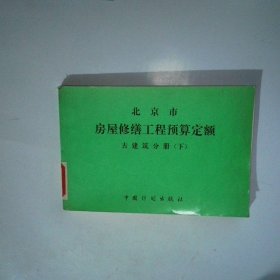 北京市
房屋修缮工程预算定额
古建筑分册(下)
中国计划出版社